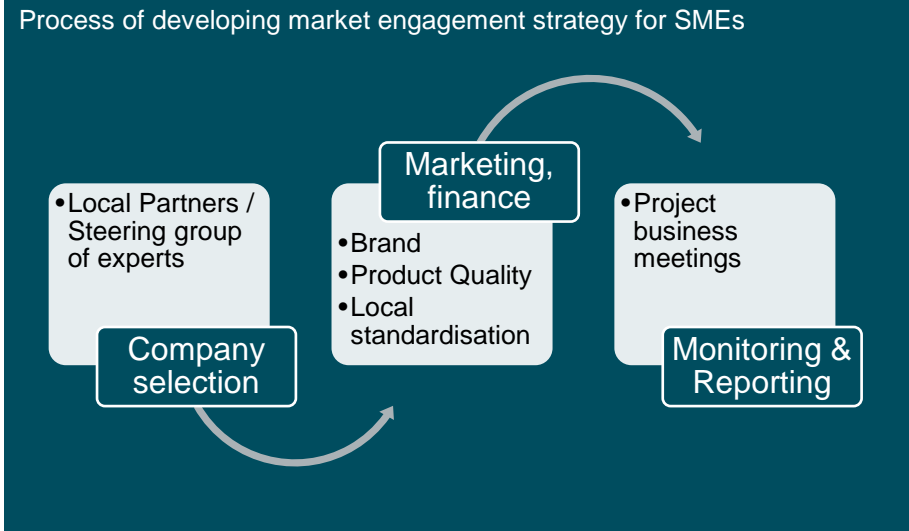 Process of developing market engagement strategy for SMEs
•Local Partners /
Steering group
of experts
Company
selection
Marketing,
finance
•Brand
•Product Quality
•Local
standardisation
•Project
business
meetings
Monitoring &
Reporting